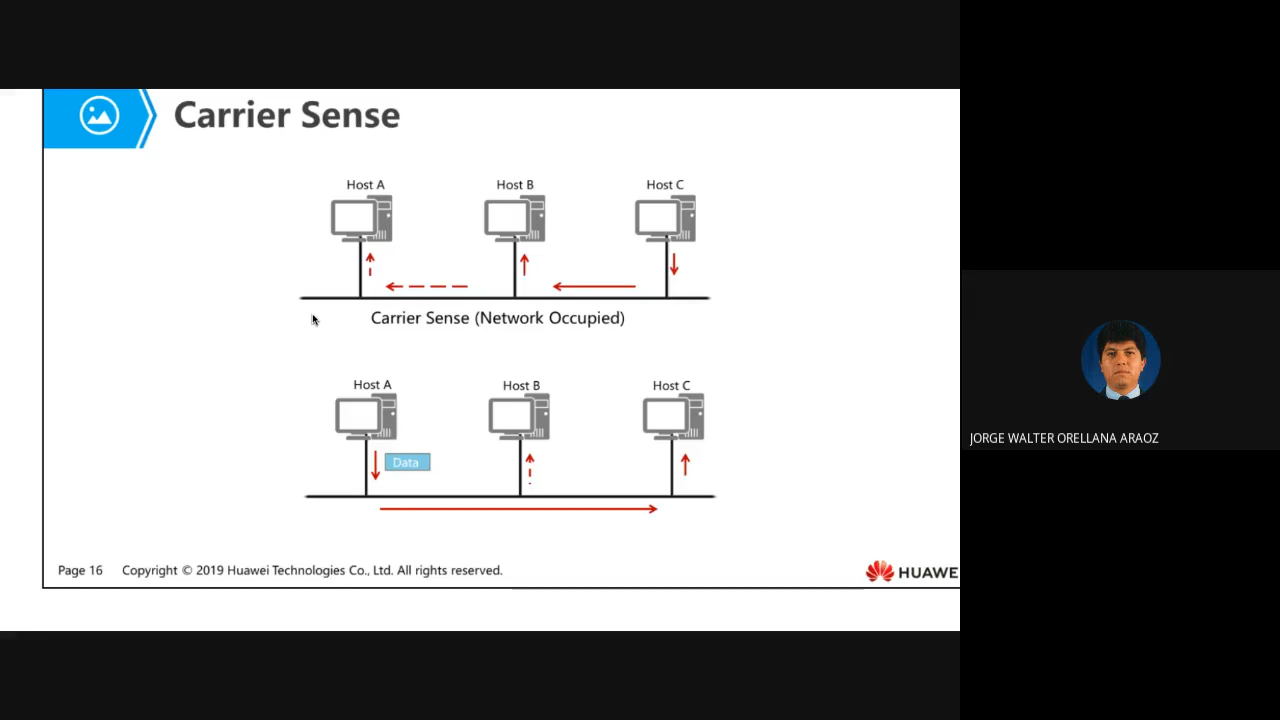 Carrier Sense
Host A
Host B
Host C
Carrier Sense (Network Occupied)
Host A
Host B
Host C
Data
Page 16
Copyright © 2019 Huawei Technologies Co., Ltd. All rights reserved.
HUAWE
JORGE WALTER ORELLANA ARAOZ